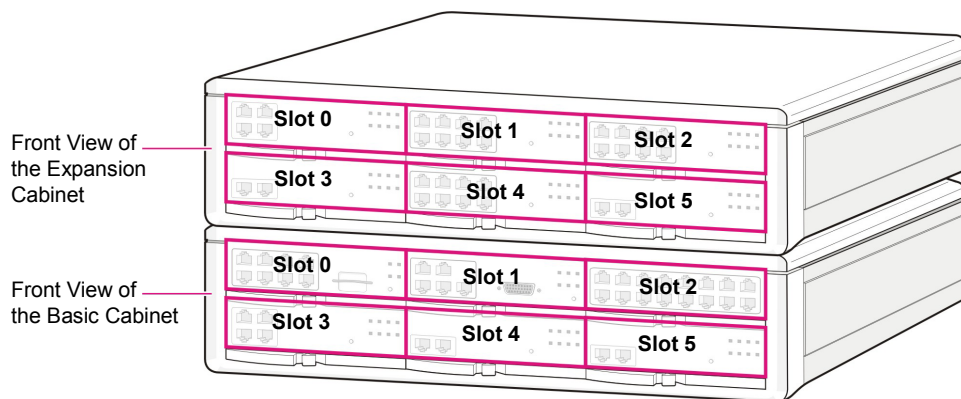 Slot 0
Slot 1
Slot 2
Front View of
the Expansion
Cabinet
Slot 3
Slot 4
Slot 5
Slot 0
Slot 1
Slot 2
Front View of
the Basic Cabinet
Slot 3
Slot 4
Slot 5